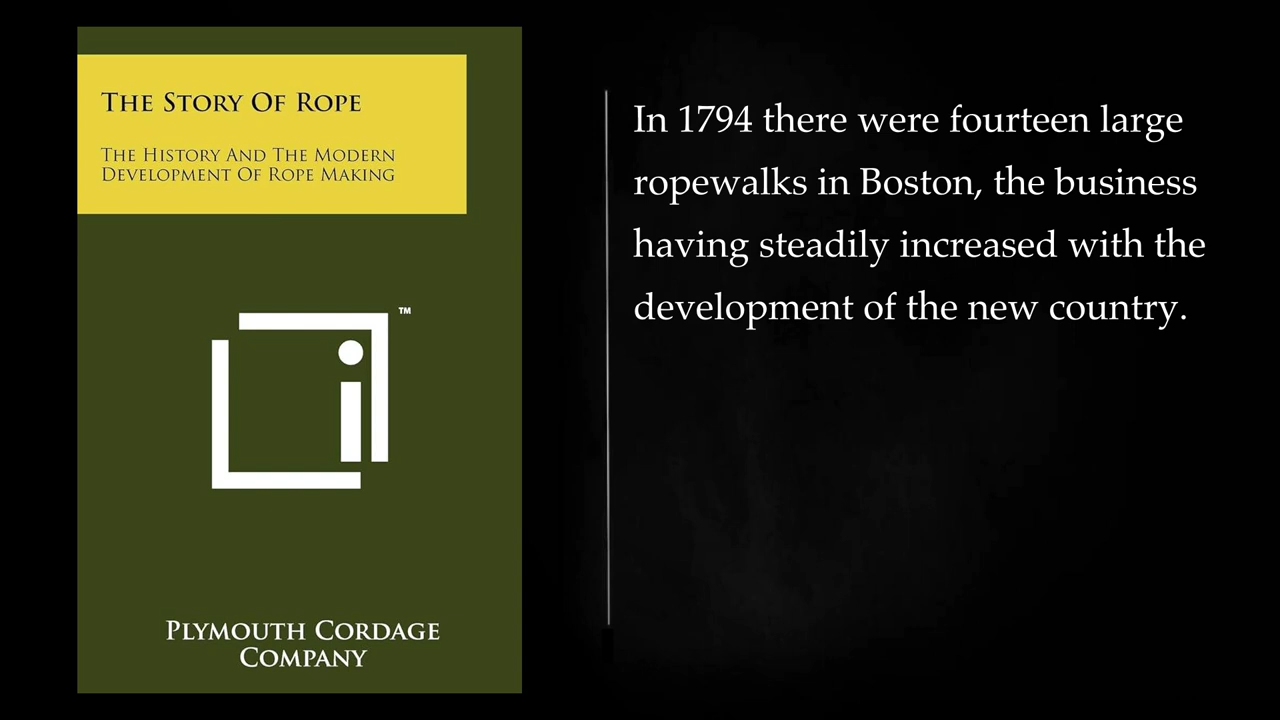 THE STORY OF ROPE
THE HISTORY AND THE MODERN
DEVELOPMENT OF ROPE MAKING
TM
PLYMOUTH CORDAGE
COMPANY
In 1794 there were fourteen large
ropewalks in Boston, the business
having steadily increased with the
development of the new country.